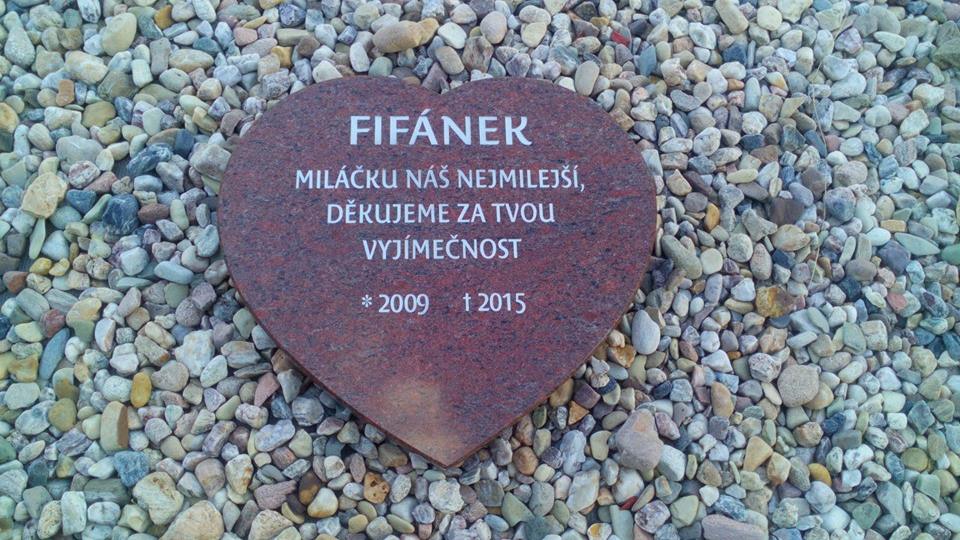 FIFÁNEK
MILÁČKU NÁŠ NEJMILEJŠÍ,
DĚKUJEME ZA TVOU
VYJÍMEČNOST
* 2009 † 2015